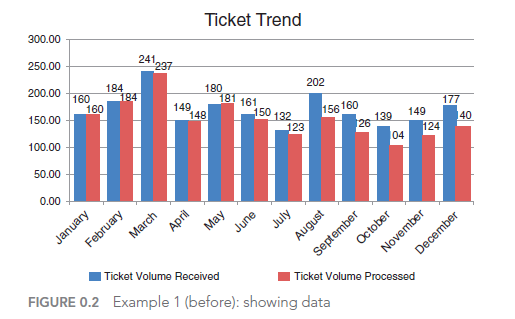 Ticket Trend
300.00
250.00
200.00
150.00
100.00
50.00
0.00
160 160
184 184
241 237
149 148
180 181
161 150
132 123
202 156
160 126
139 104
149 124
177 140
January
February
March
April
May
June
July
August
September
October
November
December
Ticket Volume Received
Ticket Volume Processed
FIGURE 0.2 Example 1 (before): showing data